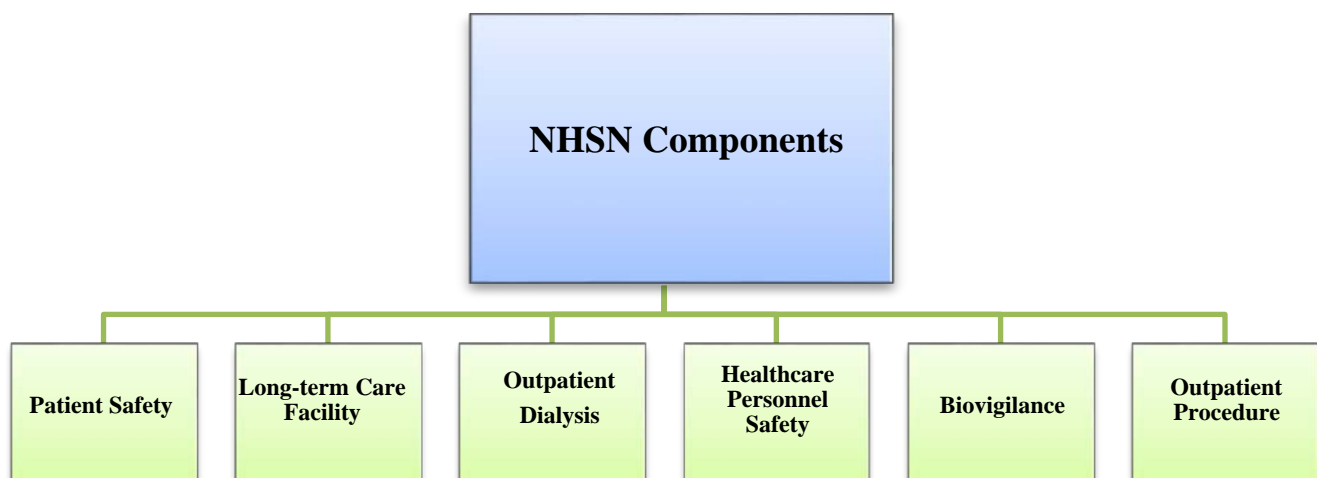 NHSN Components
Patient Safety
Long-term Care
Facility
Outpatient
Dialysis
Healthcare
Personnel
Safety
Biovigilance
Outpatient
Procedure